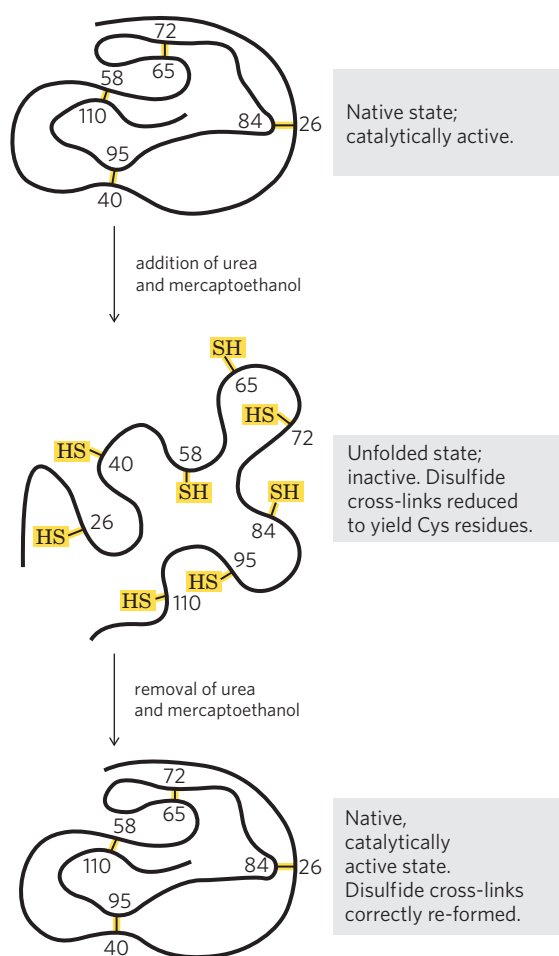 72
58
65
110
84
26
95
40
Native state;
catalytically active.
addition of urea
and mercaptoethanol
SH
65
HS
72
HS
40
58
SH
SH
84
HS
26
95
HS
HS
110
Unfolded state;
inactive. Disulfide
cross-links reduced
to yield Cys residues.
removal of urea
and mercaptoethanol
72
65
58
110
84
26
95
40
Native,
catalytically
active state.
Disulfide cross-links
correctly re-formed.